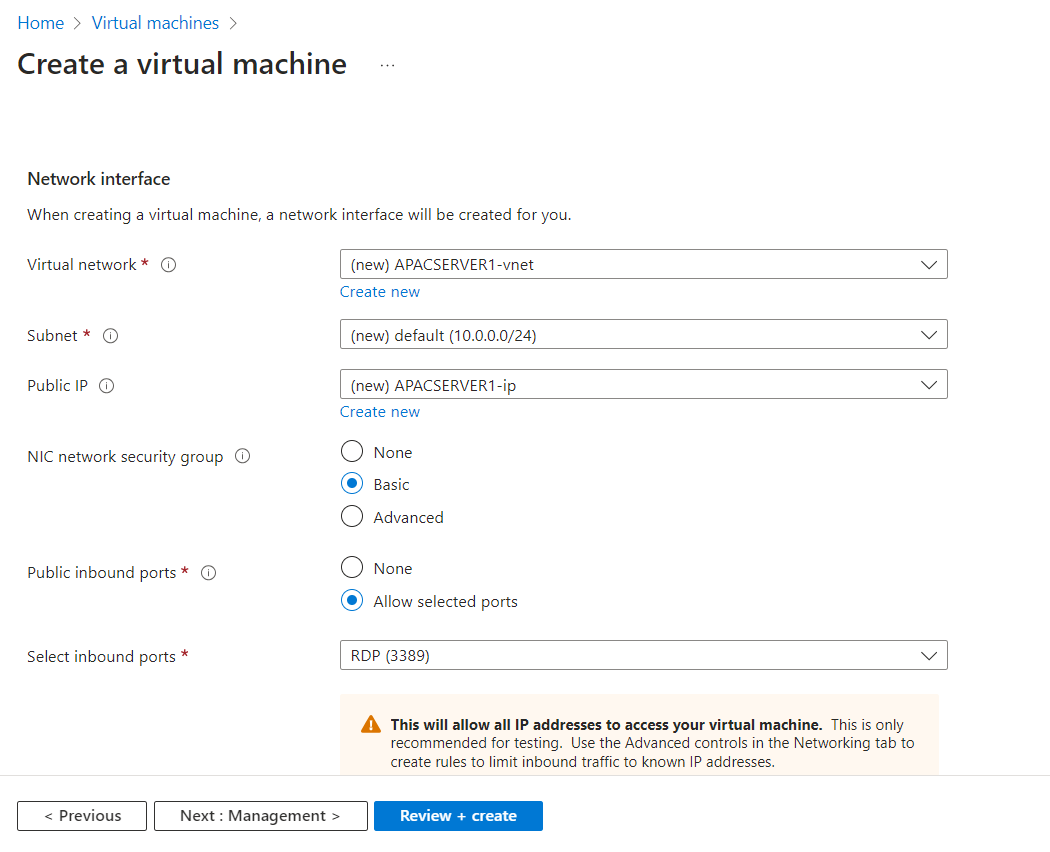 Home > Virtual machines >
Create a virtual machine ...
Network interface
When creating a virtual machine, a network interface will be created for you.
Virtual network *
(new) APACSERVER1-vnet
Create new
Subnet *
(new) default (10.0.0.0/24)
Public IP
(new) APACSERVER1-ip
Create new
NIC network security group
None
Basic
Advanced
Public inbound ports *
None
Allow selected ports
Select inbound ports *
RDP (3389)
This will allow all IP addresses to access your virtual machine. This is only
recommended for testing. Use the Advanced controls in the Networking tab to
create rules to limit inbound traffic to known IP addresses.
< Previous
Next : Management >
Review + create